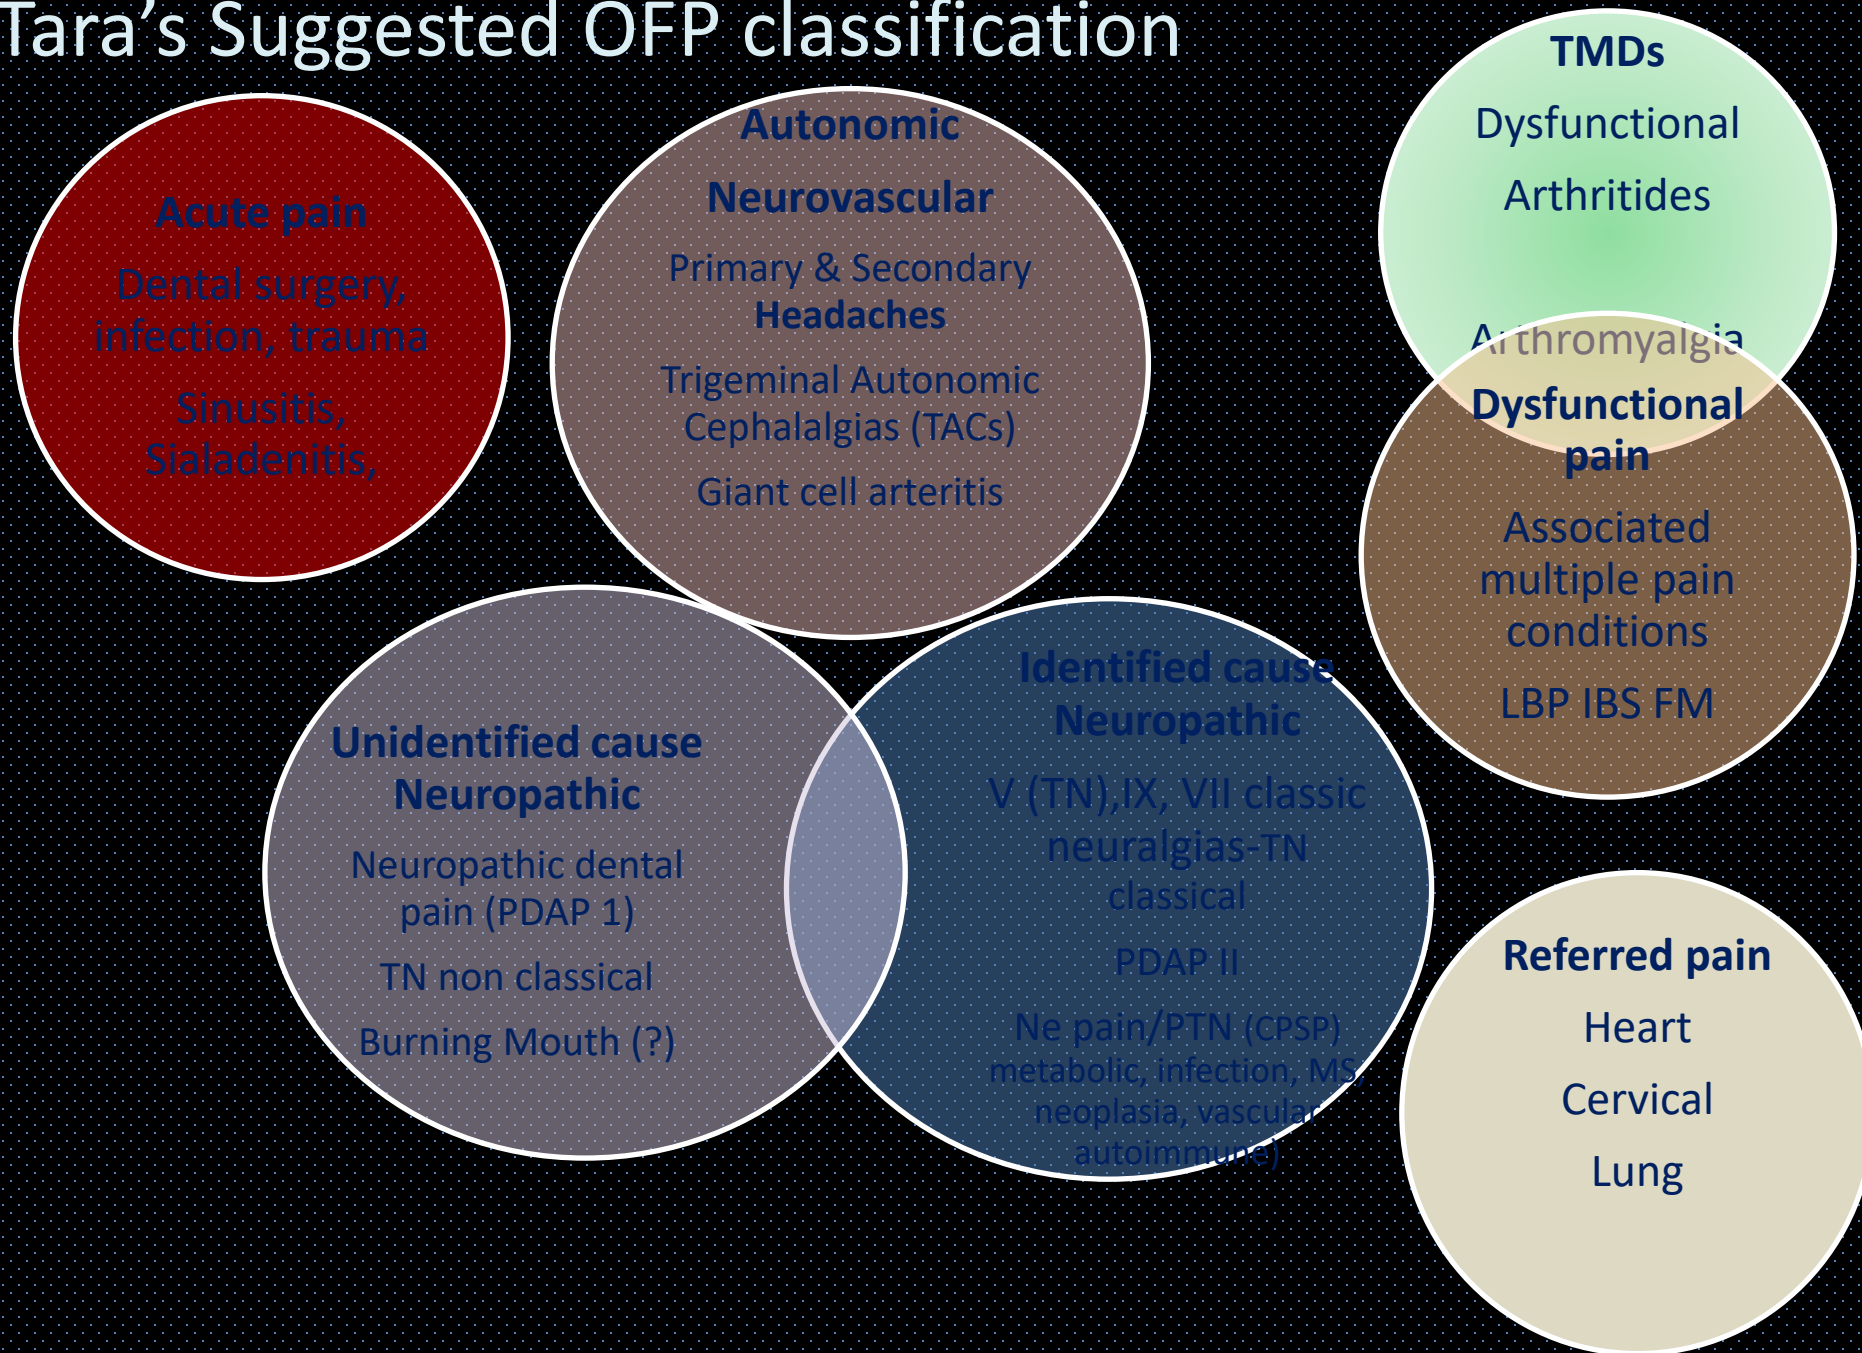 Tara's Suggested OFP classification
Acute pain
Dental surgery,
infection, trauma
Sinusitis,
Sialadenitis,
Autonomic
Neurovascular
Primary & Secondary
Headaches
Trigeminal Autonomic
Cephalalgias (TACs)
Giant cell arteritis
TMDs
Dysfunctional
Arthritides
Arthromyalgia
Dysfunctional
pain
Associated
multiple pain
conditions
LBP IBS FM
Unidentified cause
Neuropathic
Neuropathic dental
pain (PDAP 1)
TN non classical
Burning Mouth (?)
Identified cause
Neuropathic
V (TN),IX, VII classic
neuralgias-TN
classical
PDAP II
Ne pain/PTN (CPSP)
metabolic, infection, MS,
neoplasia, vascular
autoimmune)
Referred pain
Heart
Cervical
Lung